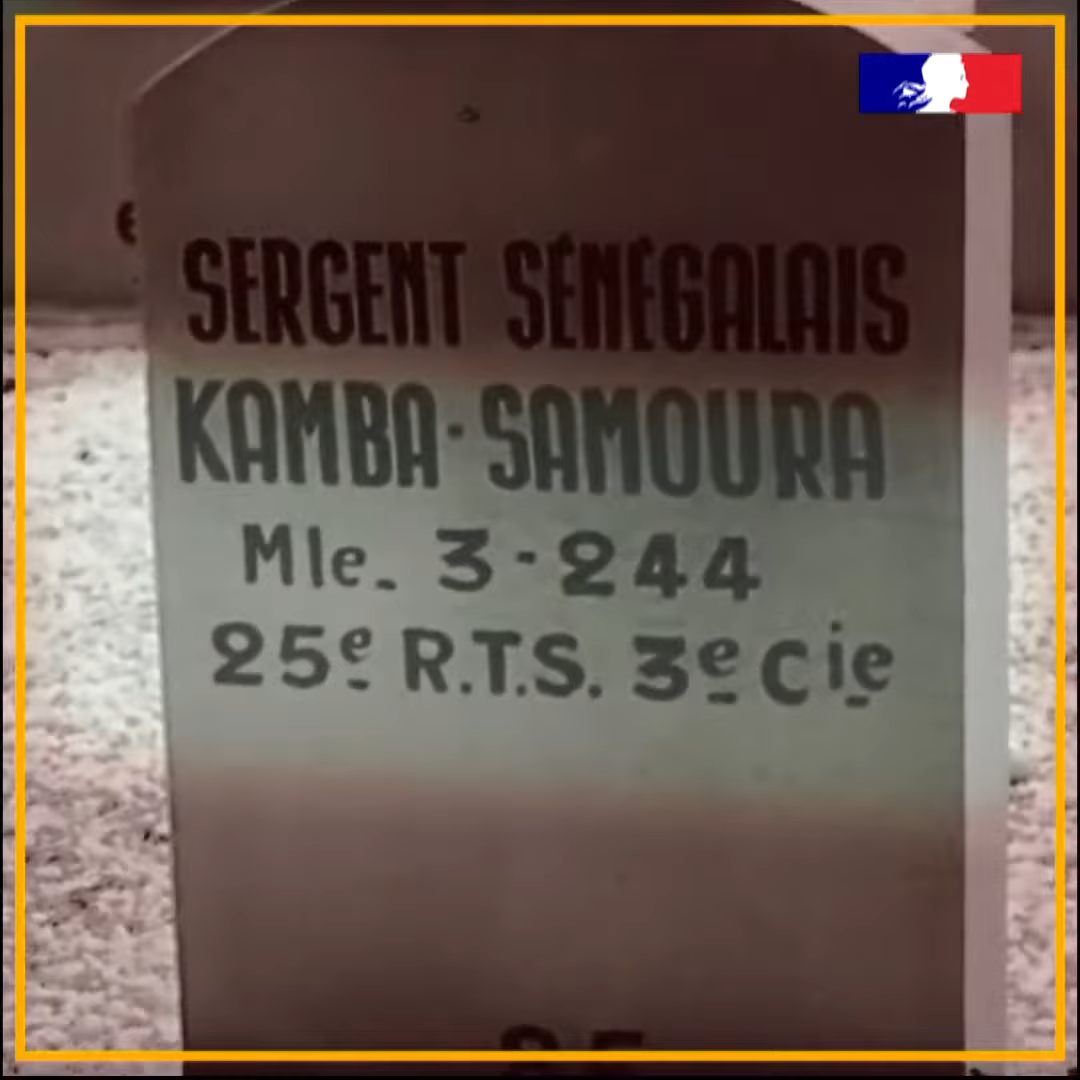 SERGENT SÉNÉGALAIS
KAMBA-SAMOURA
Mle. 3-244
25e R.T.S. 3e Cie